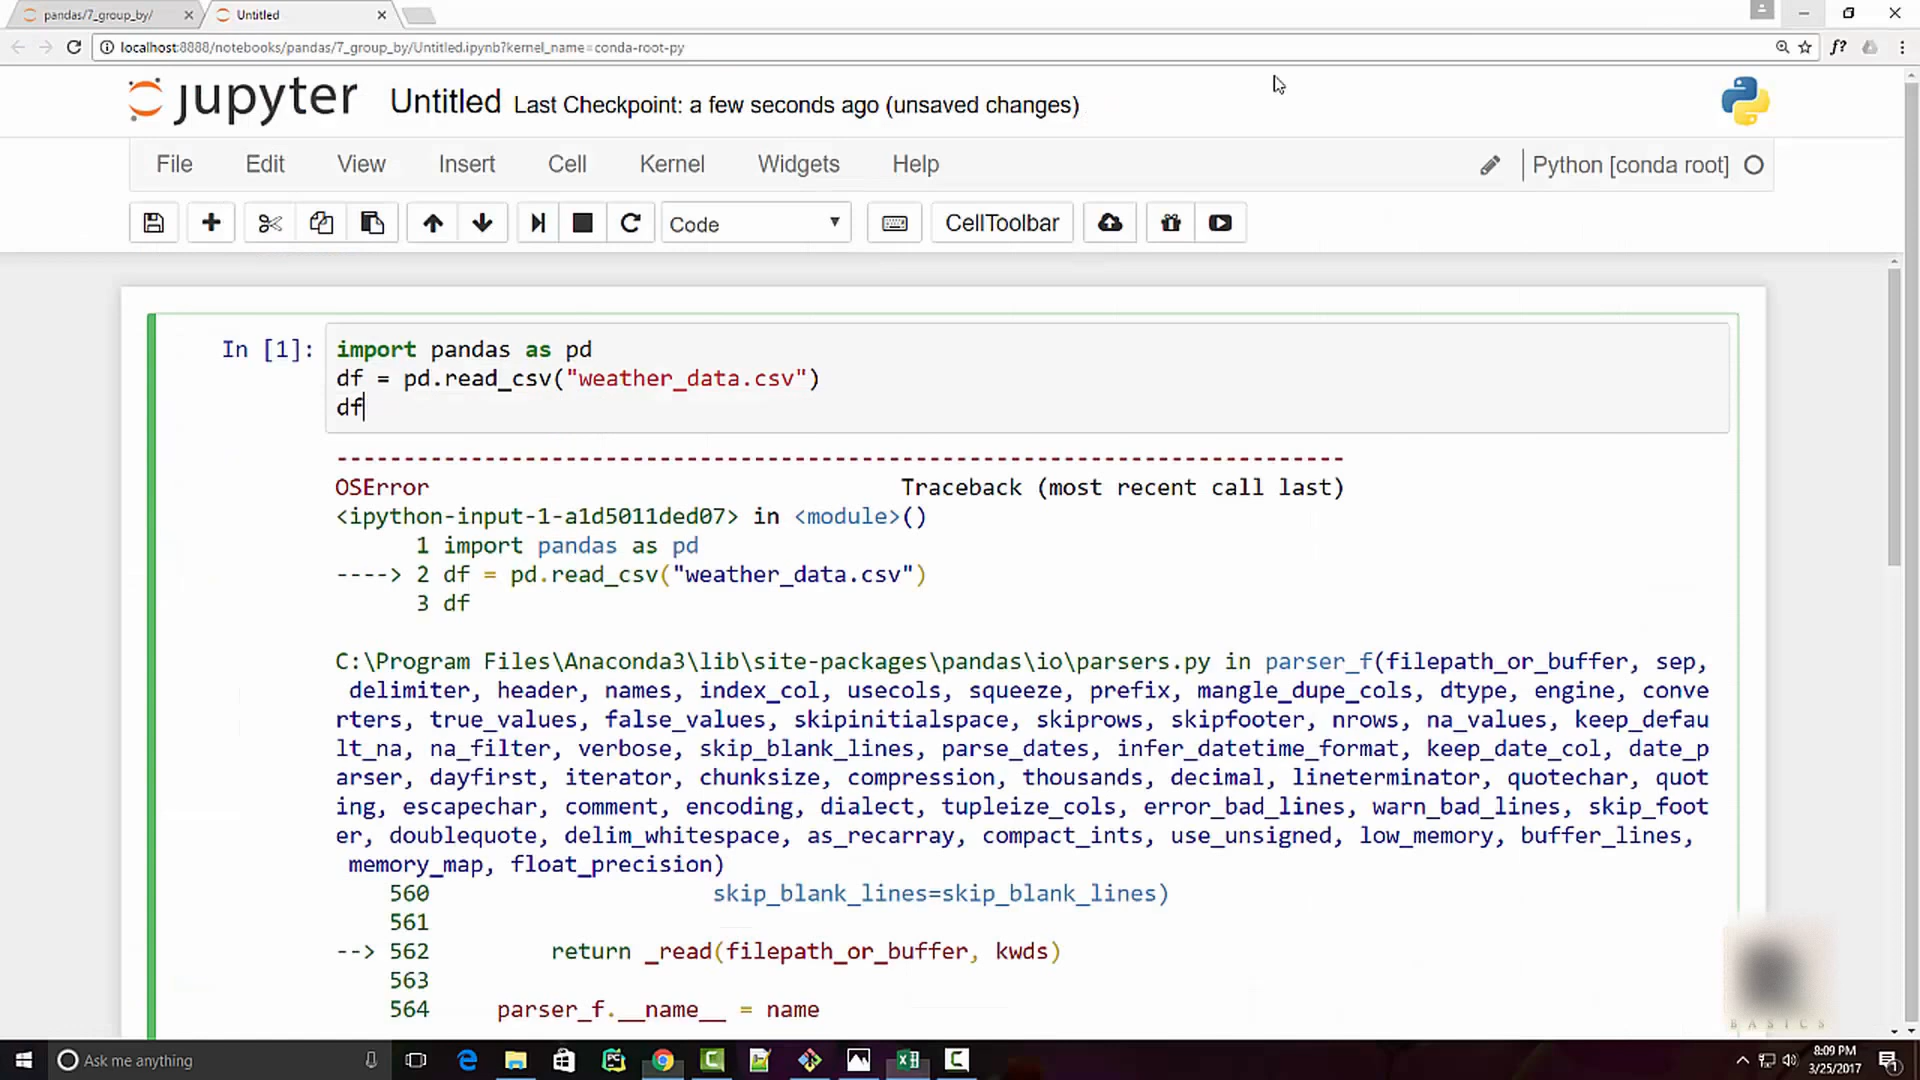 pandas/7_group_by/
Untitled
localhost:8888/notebooks/pandas/7_group_by/Untitled.ipynb?kernel_name=conda-root-py
f?
jupyter Untitled Last Checkpoint: a few seconds ago (unsaved changes)
File Edit View Insert Cell Kernel Widgets Help Python [conda root]
Code CellToolbar
In [1]: import pandas as pd
df = pd.read_csv("weather_data.csv")
df
---------------------------------------------------------------------------
OSError Traceback (most recent call last)
<ipython-input-1-a1d5011ded07> in <module>()
1 import pandas as pd
----> 2 df = pd.read_csv("weather_data.csv")
3 df
C:\Program Files\Anaconda3\lib\site-packages\pandas\io\parsers.py in parser_f(filepath_or_buffer, sep,
delimiter, header, names, index_col, usecols, squeeze, prefix, mangle_dupe_cols, dtype, engine, conve
rters, true_values, false_values, skipinitialspace, skiprows, skipfooter, nrows, na_values, keep_defau
lt_na, na_filter, verbose, skip_blank_lines, parse_dates, infer_datetime_format, keep_date_col, date_p
arser, dayfirst, iterator, chunksize, compression, thousands, decimal, lineterminator, quotechar, quot
ing, escapechar, comment, encoding, dialect, tupleize_cols, error_bad_lines, warn_bad_lines, skip_foot
er, doublequote, delim_whitespace, as_recarray, compact_ints, use_unsigned, low_memory, buffer_lines,
memory_map, float_precision)
560 skip_blank_lines=skip_blank_lines)
561
--> 562 return _read(filepath_or_buffer, kwds)
563
564 parser_f.__name__ = name
BASICS
Ask me anything
8:09 PM
3/25/2017